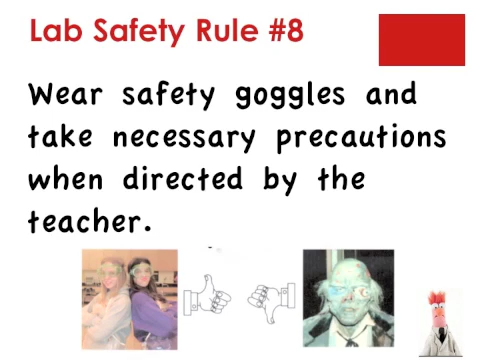 Lab Safety Rule #8
Wear safety goggles and
take necessary precautions
when directed by the
teacher.